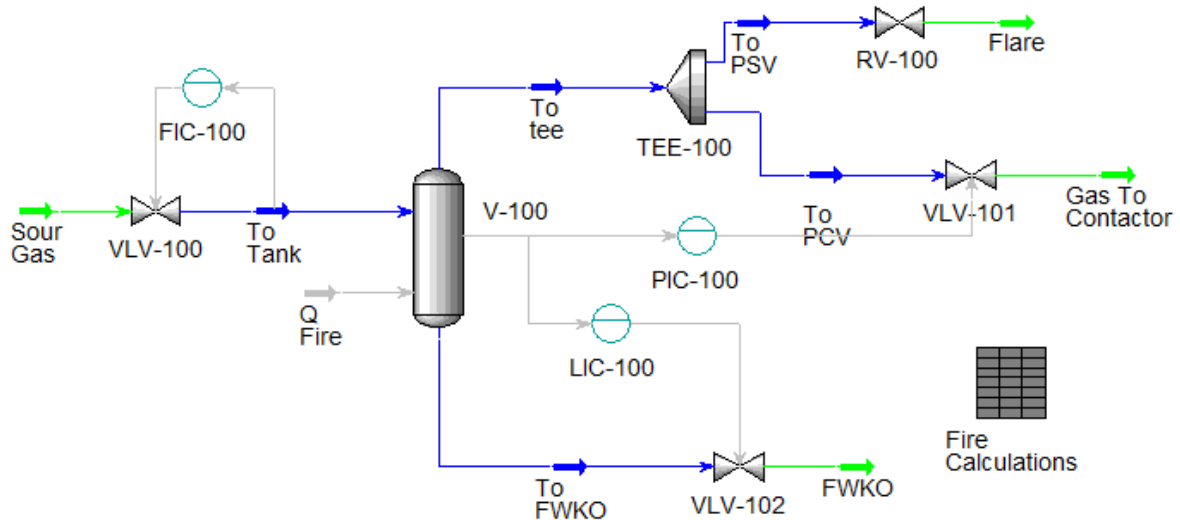 To
PSV
RV-100
Flare
FIC-100
To
tee
TEE-100
Sour
Gas
VLV-100
To
Tank
V-100
To
PCV
VLV-101
Gas To
Contactor
PIC-100
Q
Fire
LIC-100
Fire
Calculations
To
FWKO
VLV-102
FWKO